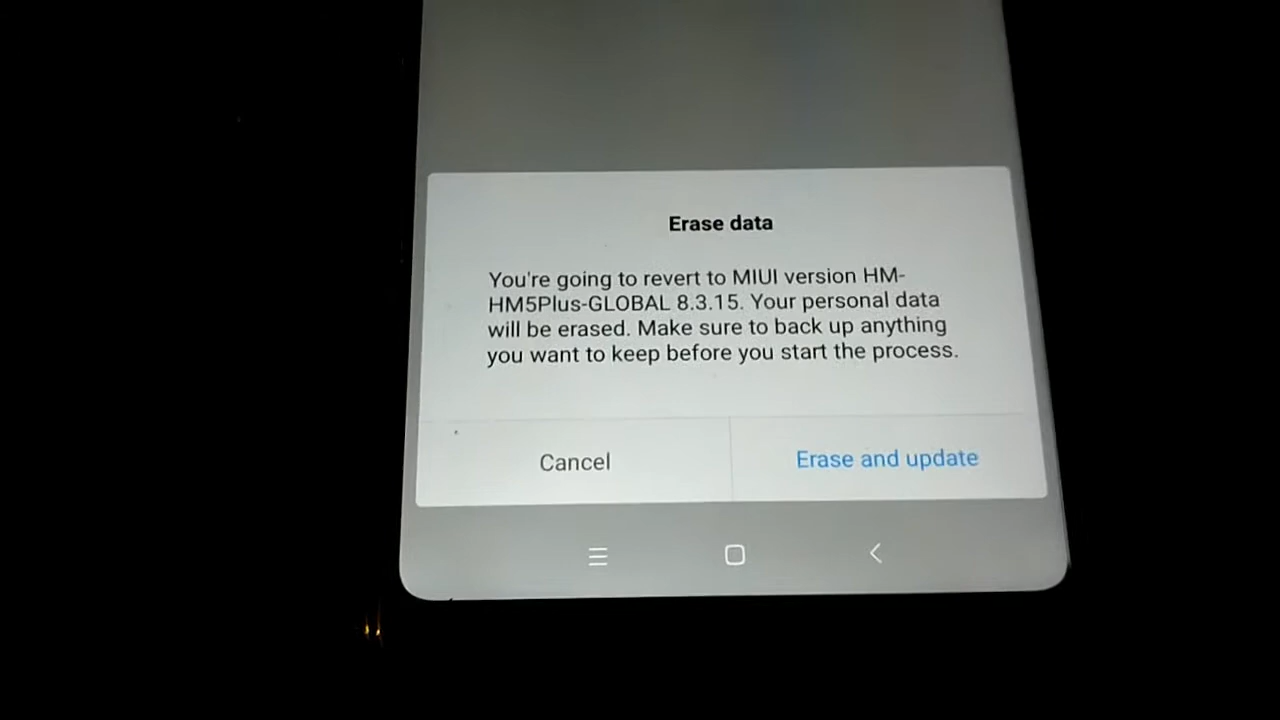 Erase data
You're going to revert to MIUI version HM-
HM5Plus-GLOBAL 8.3.15. Your personal data
will be erased. Make sure to back up anything
you want to keep before you start the process.
Cancel
Erase and update